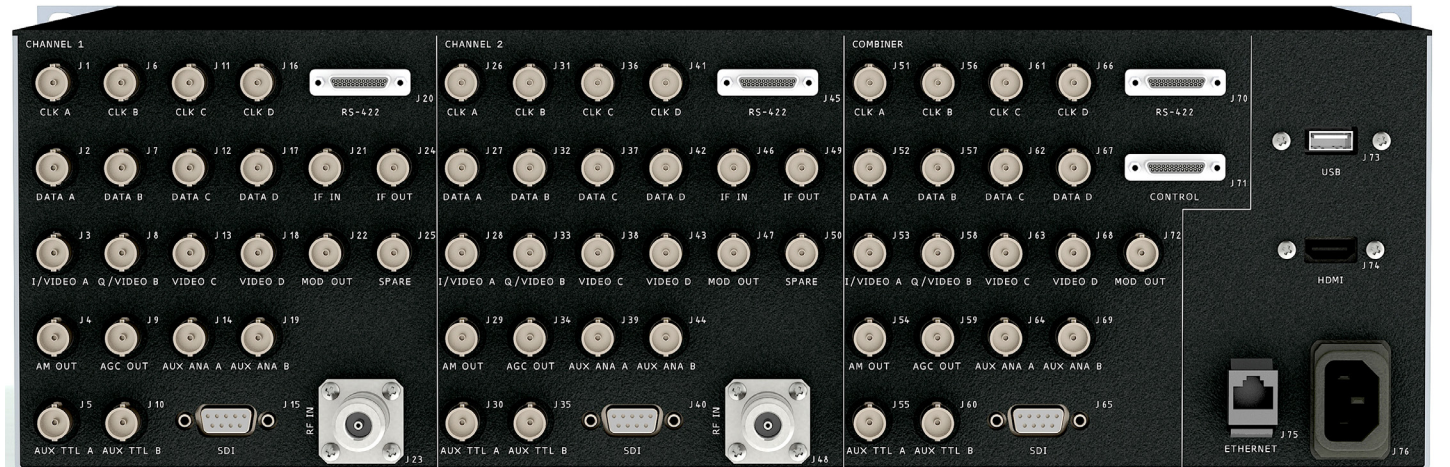 CHANNEL 1 CHANNEL 2 COMBINER
J1 J6 J11 J16 J26 J31 J36 J41 J51 J56 J61 J66
J20 J45 J70
CLK A CLK B CLK C CLK D RS-422 CLK A CLK B CLK C CLK D RS-422 CLK A CLK B CLK C CLK D RS-422
J2 J7 J12 J17 J21 J24 J27 J32 J37 J42 J46 J49 J52 J57 J62 J67 J73
J71
DATA A DATA B DATA C DATA D IF IN IF OUT DATA A DATA B DATA C DATA D IF IN IF OUT DATA A DATA B DATA C DATA D CONTROL USB
J3 J8 J13 J18 J22 J25 J28 J33 J38 J43 J47 J50 J53 J58 J63 J68 J72
J74
I/VIDEO A Q/VIDEO B VIDEO C VIDEO D MOD OUT SPARE I/VIDEO A Q/VIDEO B VIDEO C VIDEO D MOD OUT SPARE I/VIDEO A Q/VIDEO B VIDEO C VIDEO D MOD OUT HDMI
J4 J9 J14 J19 J29 J34 J39 J44 J54 J59 J64 J69
AM OUT AGC OUT AUX ANA A AUX ANA B AM OUT AGC OUT AUX ANA A AUX ANA B AM OUT AGC OUT AUX ANA A AUX ANA B
J5 J10 J15 RF IN J30 J35 J40 RF IN J55 J60 J65
J75
AUX TTL A AUX TTL B SDI AUX TTL A AUX TTL B SDI AUX TTL A AUX TTL B SDI ETHERNET
J23 J48 J76